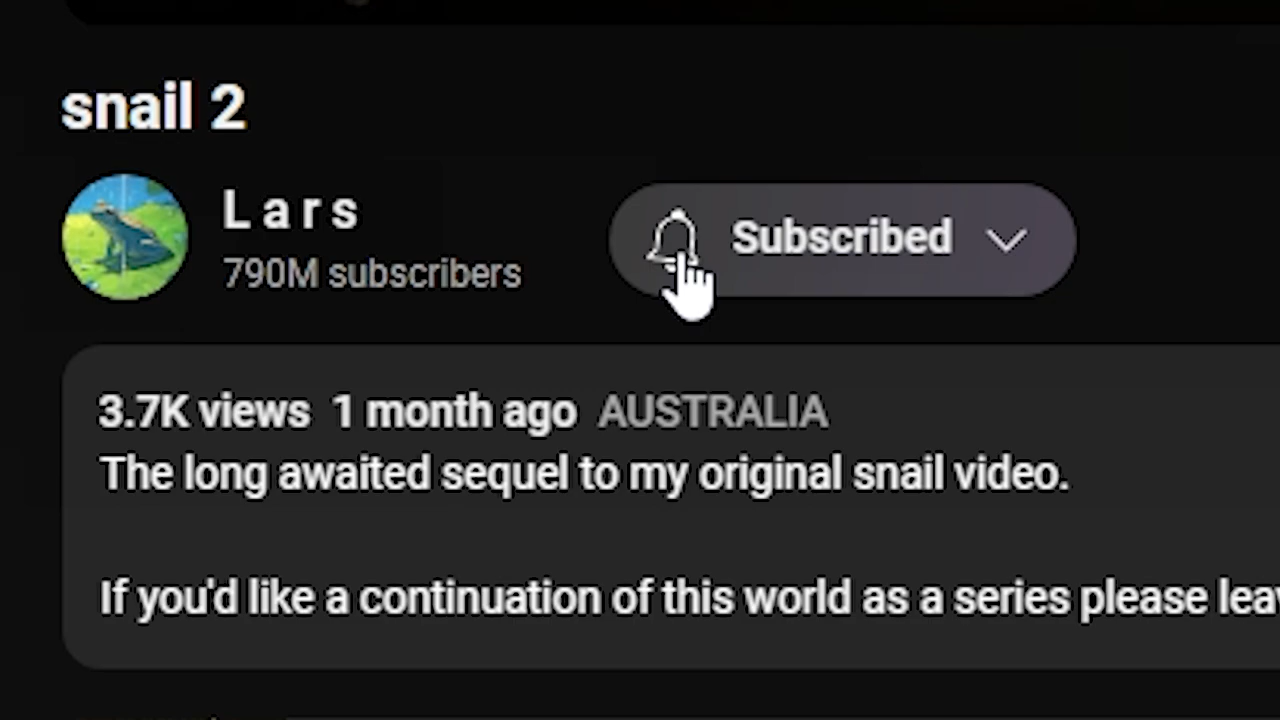 snail 2
L a r s
790M subscribers
Subscribed
3.7K views 1 month ago AUSTRALIA
The long awaited sequel to my original snail video.
If you'd like a continuation of this world as a series please